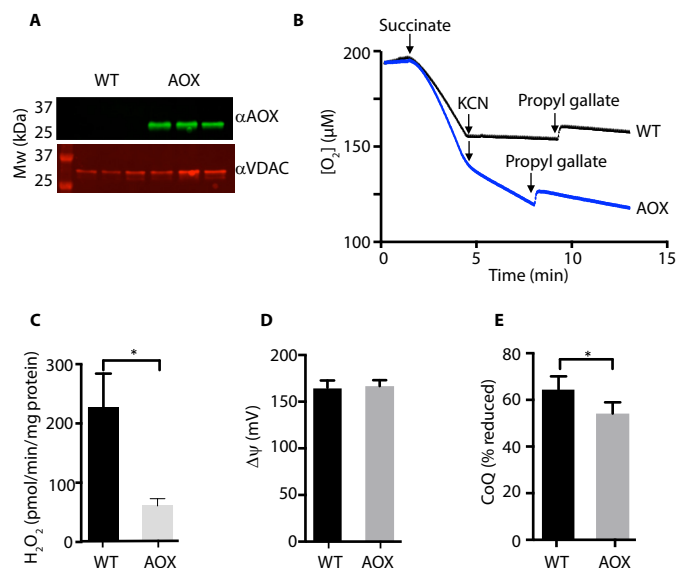 A
WT AOX
37
25
αAOX
37
25
αVDAC
Mw (kDa)
B
Succinate
KCN
Propyl gallate
WT
Propyl gallate
AOX
200
150
100
[O₂] (μM)
0 5 10 15
Time (min)
C
*
300
200
100
0
H₂O₂ (pmol/min/mg protein)
WT AOX
D
200
150
100
50
0
Δψ (mV)
WT AOX
E
*
80
60
40
20
0
CoQ (% reduced)
WT AOX